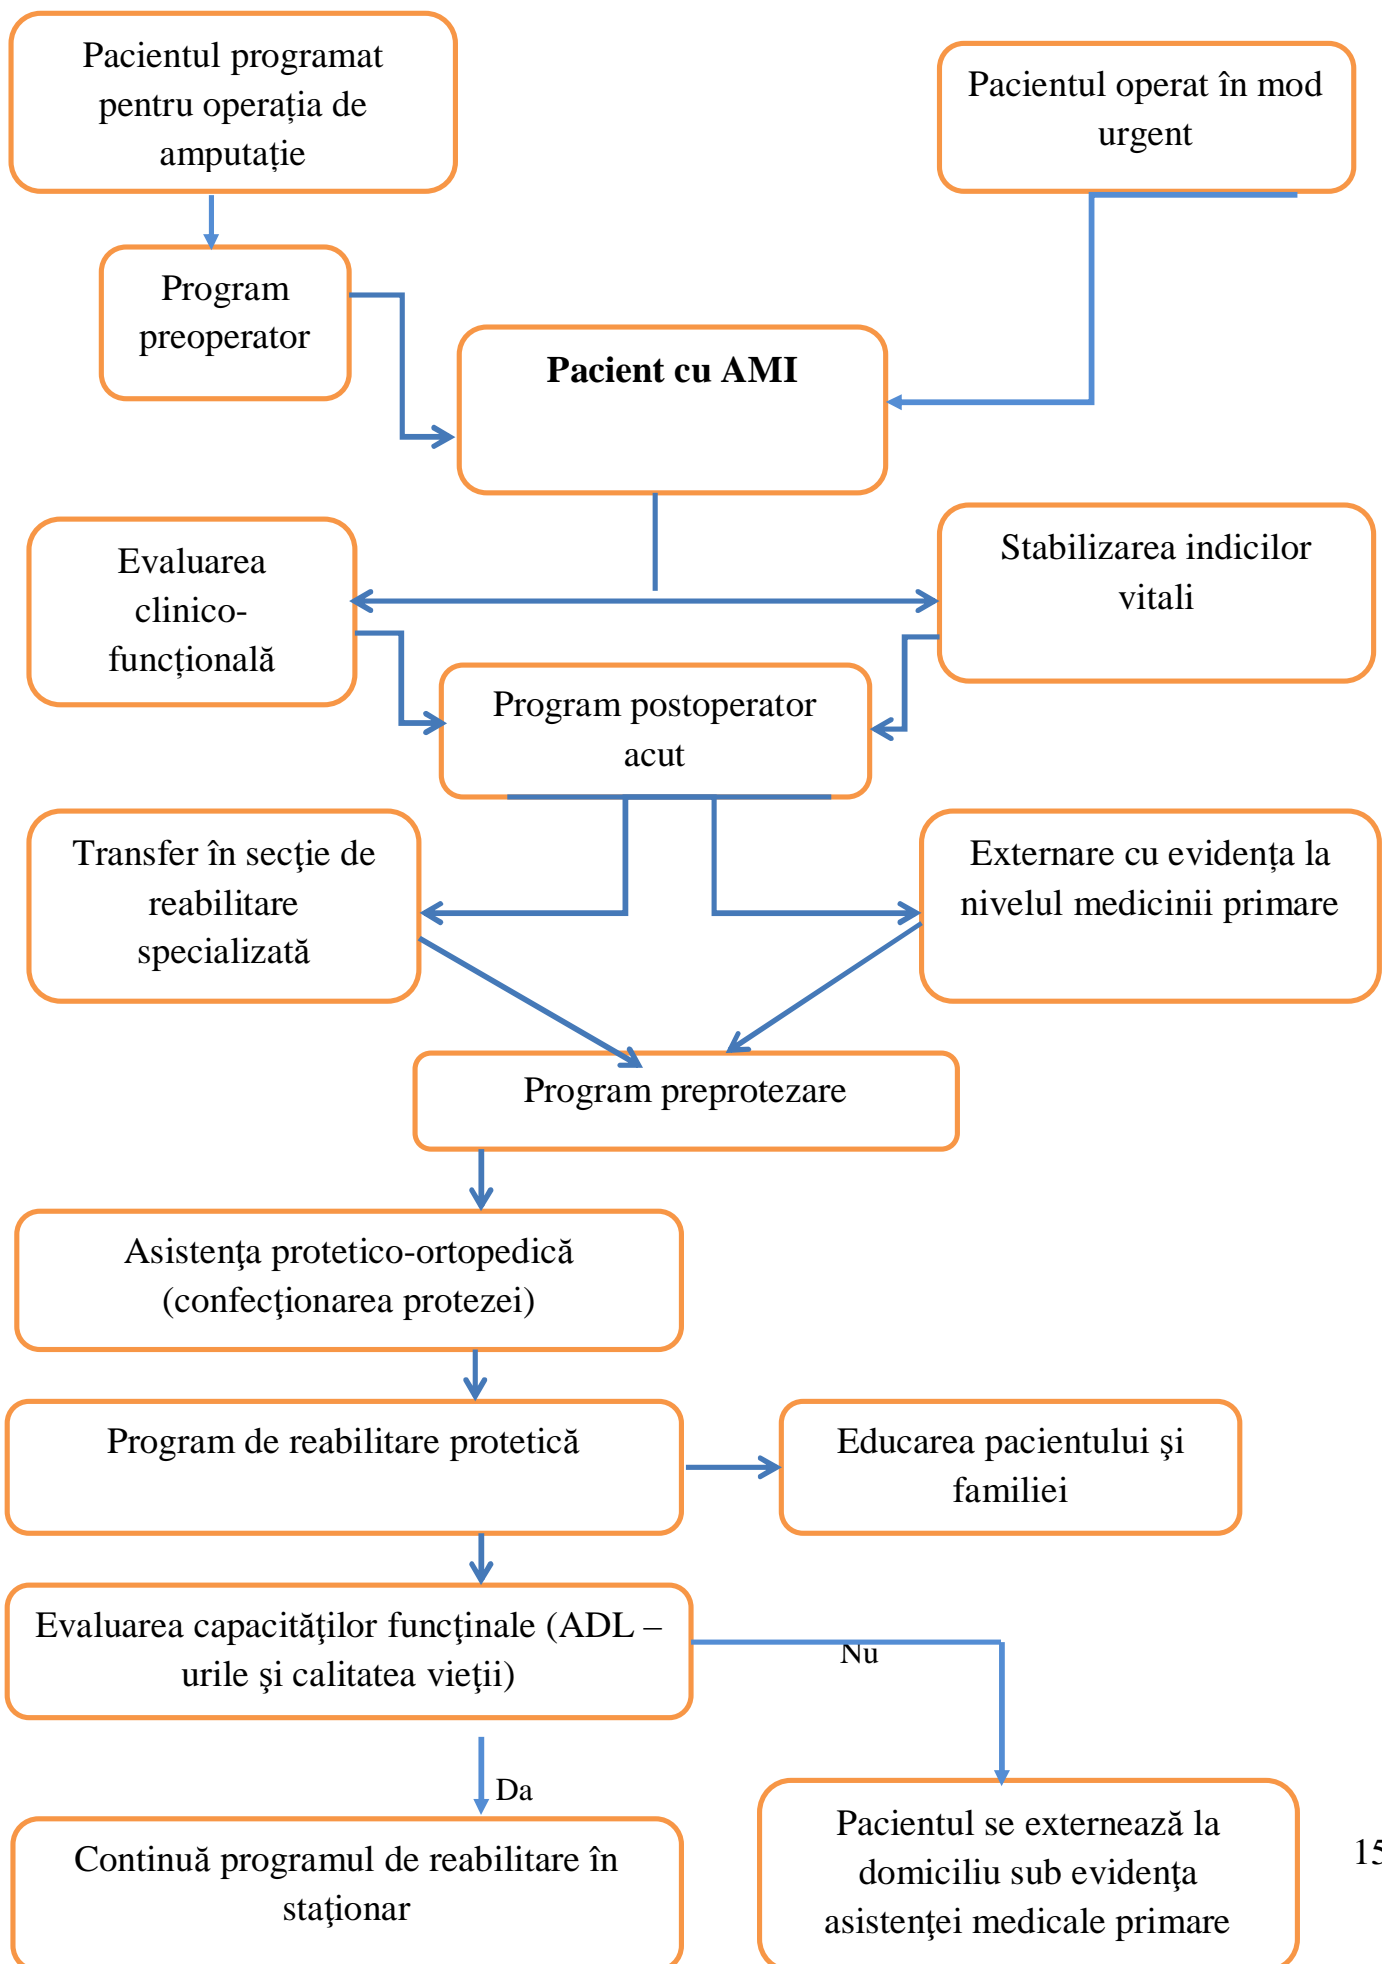 Pacientul programat
pentru operația de
amputație
Pacientul operat în mod
urgent
Program
preoperator
Pacient cu AMI
Evaluarea
clinico-
funcțională
Stabilizarea indicilor
vitali
Program postoperator
acut
Transfer în secţie de
reabilitare
specializată
Externare cu evidența la
nivelul medicinii primare
Program preprotezare
Asistenţa protetico-ortopedică
(confecţionarea protezei)
Program de reabilitare protetică
Educarea pacientului şi
familiei
Evaluarea capacităţilor funcţinale (ADL –
urile şi calitatea vieţii)
Nu
Da
Continuă programul de reabilitare în
staţionar
Pacientul se externează la
domiciliu sub evidenţa
asistenţei medicale primare
15